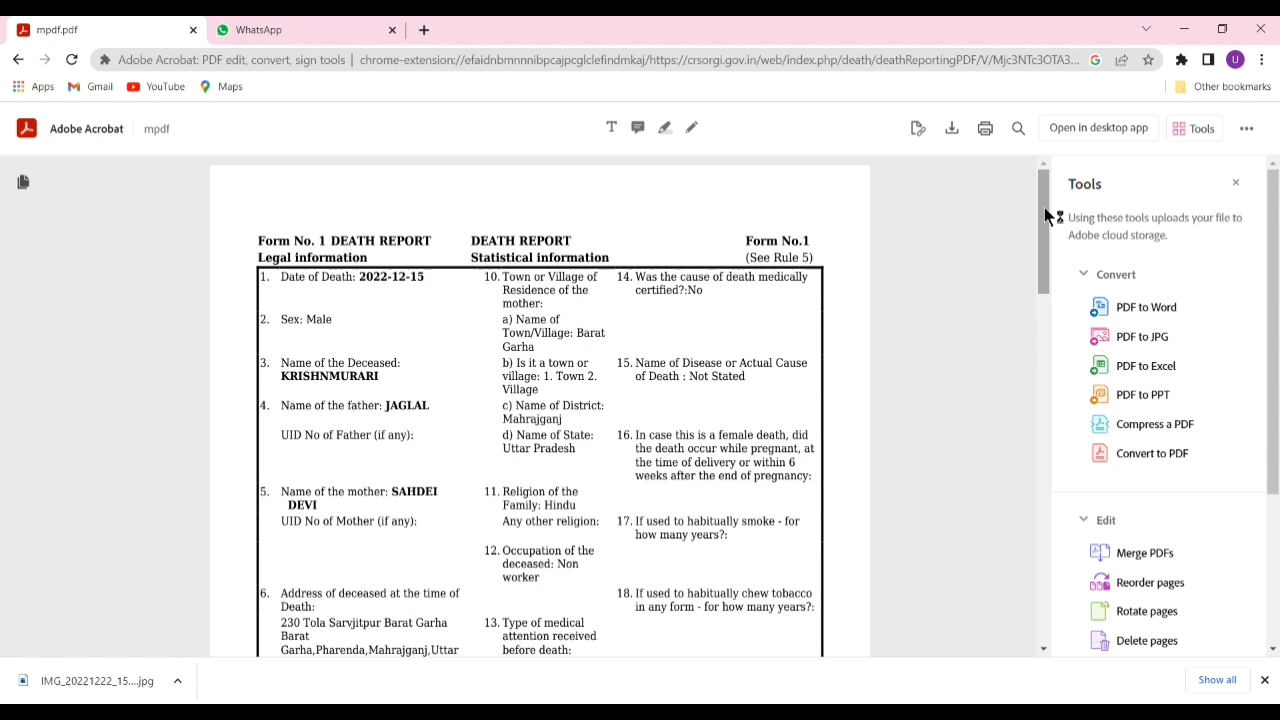 mpdf.pdf
WhatsApp
Adobe Acrobat: PDF edit, convert, sign tools | chrome-extension://efaidnbmnnnibpcajpcglclefindmkaj/https://crsorgi.gov.in/web/index.php/death/deathReportingPDF/V/Mjc3NTc3OTA3...
U
Apps
Gmail
YouTube
Maps
Other bookmarks
Adobe Acrobat
mpdf
Open in desktop app
Tools
Form No. 1 DEATH REPORT
Legal information
DEATH REPORT
Statistical information
Form No.1
(See Rule 5)
1. Date of Death: 2022-12-15
2. Sex: Male
3. Name of the Deceased:
KRISHNMURARI
4. Name of the father: JAGLAL
UID No of Father (if any):
5. Name of the mother: SAHDEI
DEVI
UID No of Mother (if any):
6. Address of deceased at the time of
Death:
230 Tola Sarvjitpur Barat Garha
Barat
Garha,Pharenda,Mahrajganj,Uttar
10. Town or Village of
Residence of the
mother:
a) Name of
Town/Village: Barat
Garha
b) Is it a town or
village: 1. Town 2.
Village
c) Name of District:
Mahrajganj
d) Name of State:
Uttar Pradesh
11. Religion of the
Family: Hindu
Any other religion:
12. Occupation of the
deceased: Non
worker
13. Type of medical
attention received
before death:
14. Was the cause of death medically
certified?:No
15. Name of Disease or Actual Cause
of Death : Not Stated
16. In case this is a female death, did
the death occur while pregnant, at
the time of delivery or within 6
weeks after the end of pregnancy:
17. If used to habitually smoke - for
how many years?:
18. If used to habitually chew tobacco
in any form - for how many years?:
Tools
Using these tools uploads your file to
Adobe cloud storage.
Convert
PDF to Word
PDF to JPG
PDF to Excel
PDF to PPT
Compress a PDF
Convert to PDF
Edit
Merge PDFs
Reorder pages
Rotate pages
Delete pages
IMG_20221222_15....jpg
Show all